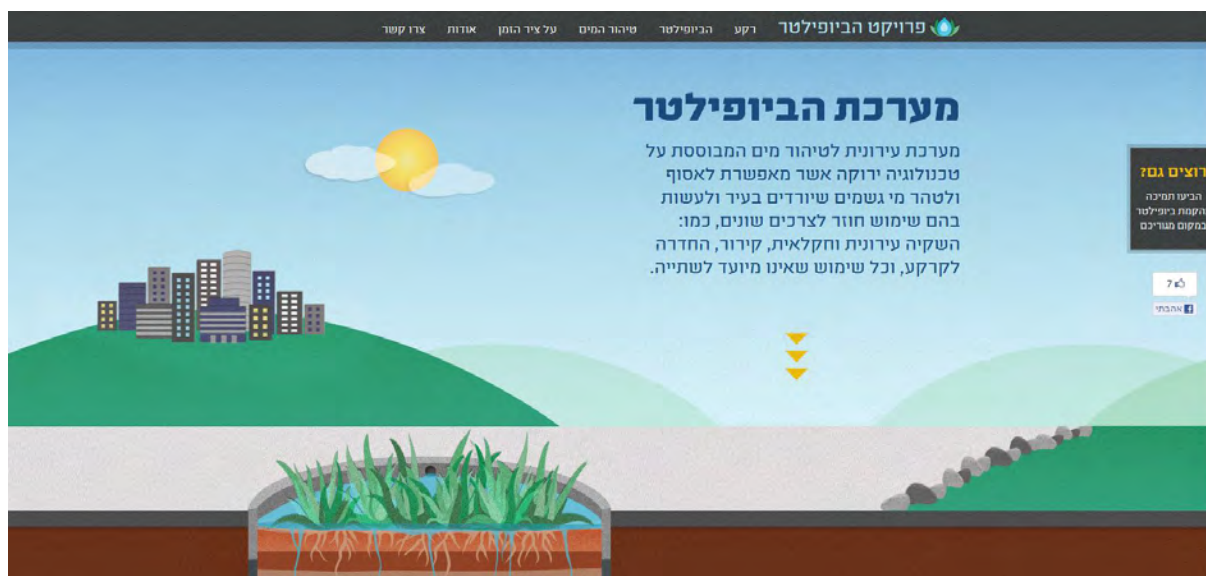 פרויקט הביופילטר
רקע הביופילטר טיהור המים על ציר הזמן אודות צרו קשר
מערכת הביופילטר
מערכת עירונית לטיהור מים המבוססת על
טכנולוגיה ירוקה אשר מאפשרת לאסוף
ולטהר מי גשמים שיורדים בעיר ולעשות
בהם שימוש חוזר לצרכים שונים, כמו:
השקיה עירונית וחקלאית, קירור, החדרה
לקרקע, וכל שימוש שאינו מיועד לשתייה.
רוצים גם?
הביעו תמיכה
בהקמת ביופילטר
במקום מגוריכם
7
אהבתי